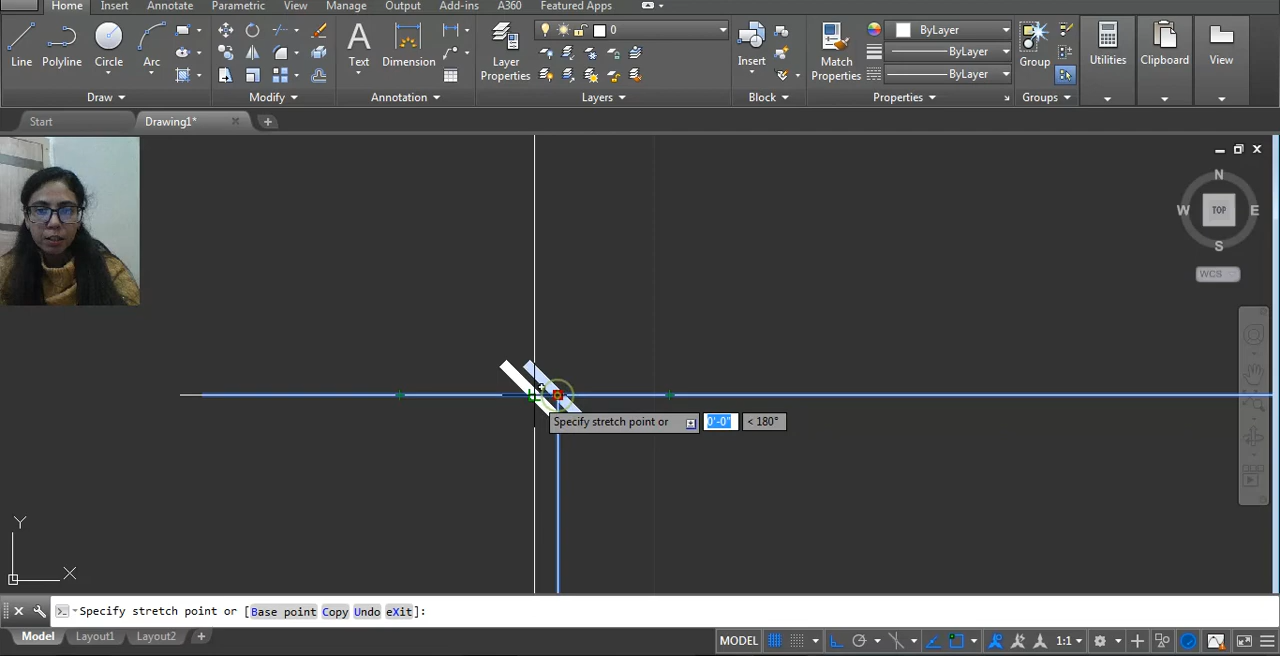 Home Insert Annotate Parametric View Manage Output Add-ins A360 Featured Apps
Line Polyline Circle Arc
Text Dimension
Layer Properties
0
Insert
Match Properties
ByLayer
ByLayer
ByLayer
Group
Utilities Clipboard View
Draw Modify Annotation Layers Block Properties Groups
Start Drawing1* +
N
W TOP E
S
WCS
Specify stretch point or 0'-0" < 180°
Y
X
Specify stretch point or [Base point Copy Undo eXit]:
Model Layout1 Layout2 + MODEL 1:1